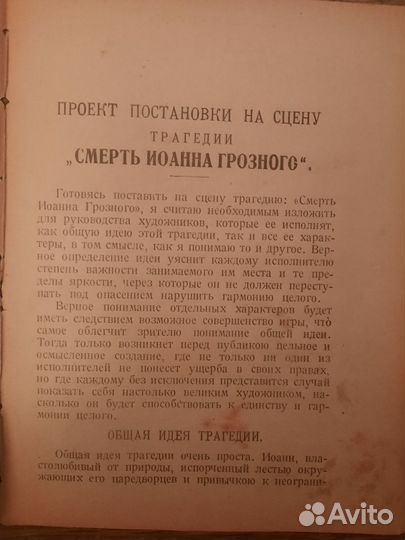 ПРОЕКТ ПОСТАНОВКИ НА СЦЕНУ
ТРАГЕДИИ
„СМЕРТЬ ИОАННА ГРОЗНОГО“.
Готовясь поставить на сцену трагедию: «Смерть
Иоанна Грозного», я считаю необходимым изложить
для руководства художников, которые ее исполнят,
как общую идею этой трагедии, так и все ее харак-
теры, в том смысле, как я понимаю то и другое. Вер-
ное определение идеи уяснит каждому исполнителю
степень важности занимаемого им места и те пре-
делы яркости, через которые он не должен пересту-
пать под опасением нарушить гармонию целого.
Верное понимание отдельных характеров будет
иметь следствием возможное совершенство игры, что
самое облегчит зрителю понимание общей идеи.
Тогда только возникнет перед публикою цельное и
осмысленное создание, где не только ни один из
исполнителей не понесет ущерба в своих правах,
но где каждому без исключения представится случай
показать себя настолько великим художником, на-
сколько он будет способствовать к единству и гар-
монии целого.
ОБЩАЯ ИДЕЯ ТРАГЕДИИ.
Общая идея трагедии очень проста. Иоанн, вла-
столюбивый от природы, испорченный лестью окру-
жающих его царедворцев и привычкою к неограни-
Avito